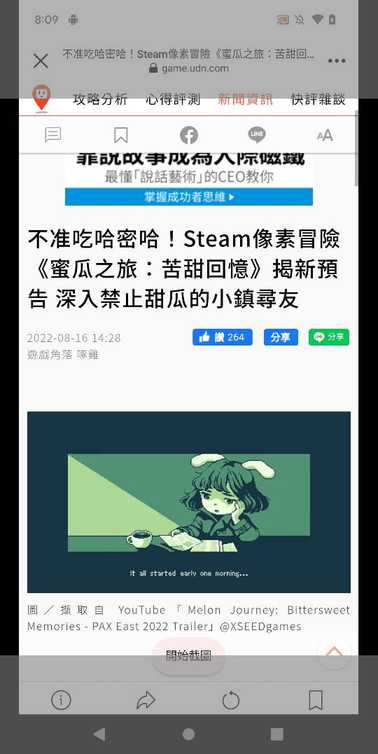 8:09
不准吃哈密哈！Steam像素冒險《蜜瓜之旅：苦甜回...
game.udn.com
攻略分析 心得評測 新聞資訊 快評雜談
靠說故事成為人際磁鐵
最懂「說話藝術」的CEO教你
掌握成功者思維
不准吃哈密哈！Steam像素冒險
《蜜瓜之旅：苦甜回憶》揭新預
告 深入禁止甜瓜的小鎮尋友
2022-08-16 14:28
讚 264 分享 分享
遊戲角落 啄雞
It all started early one morning...
圖／擷取自 YouTube「Melon Journey: Bittersweet
Memories - PAX East 2022 Trailer」@XSEEDgames
開始截圖